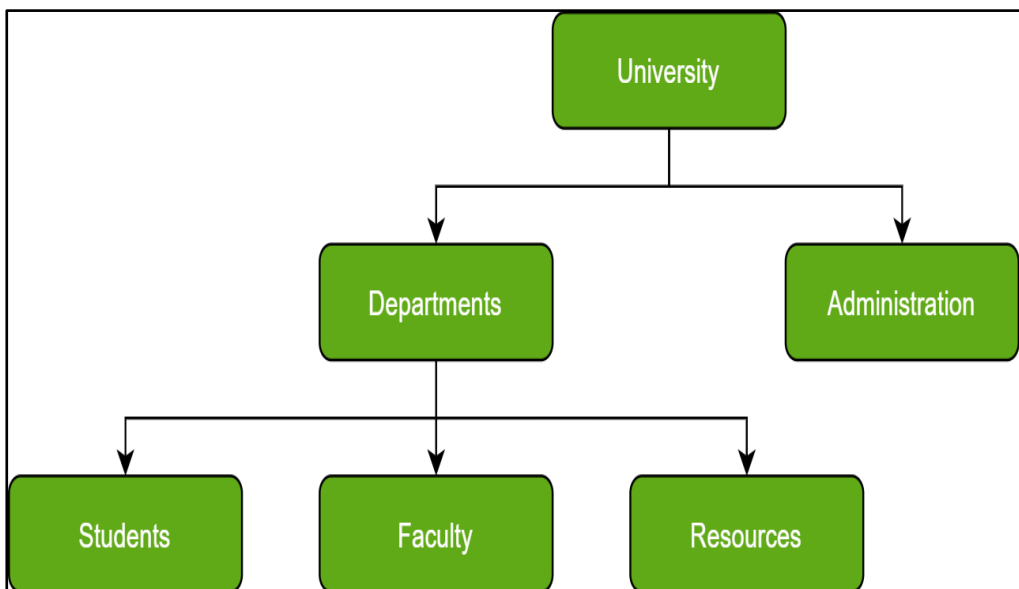 University
Departments
Administration
Students
Faculty
Resources